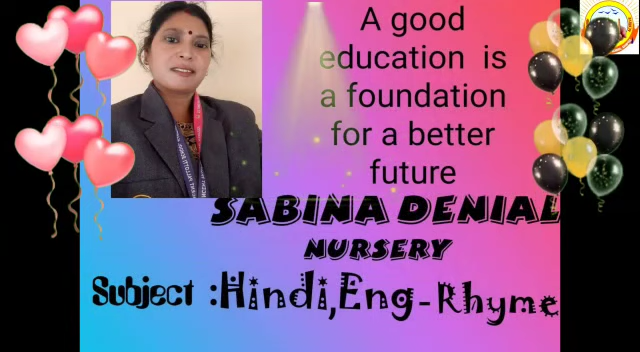 A good
education is
a foundation
for a better
future
SABINA DENIAL
NURSERY
Subject :Hindi,Eng-Rhyme